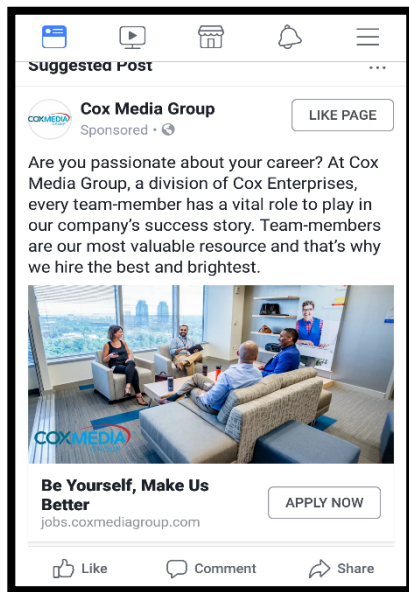 Suggested Post
Cox Media Group
LIKE PAGE
COXMEDIA
GROUP
Sponsored
Are you passionate about your career? At Cox
Media Group, a division of Cox Enterprises,
every team-member has a vital role to play in
our company's success story. Team-members
are our most valuable resource and that's why
we hire the best and brightest.
COXMEDIA
GROUP
Be Yourself, Make Us
Better
APPLY NOW
jobs.coxmediagroup.com
Like
Comment
Share